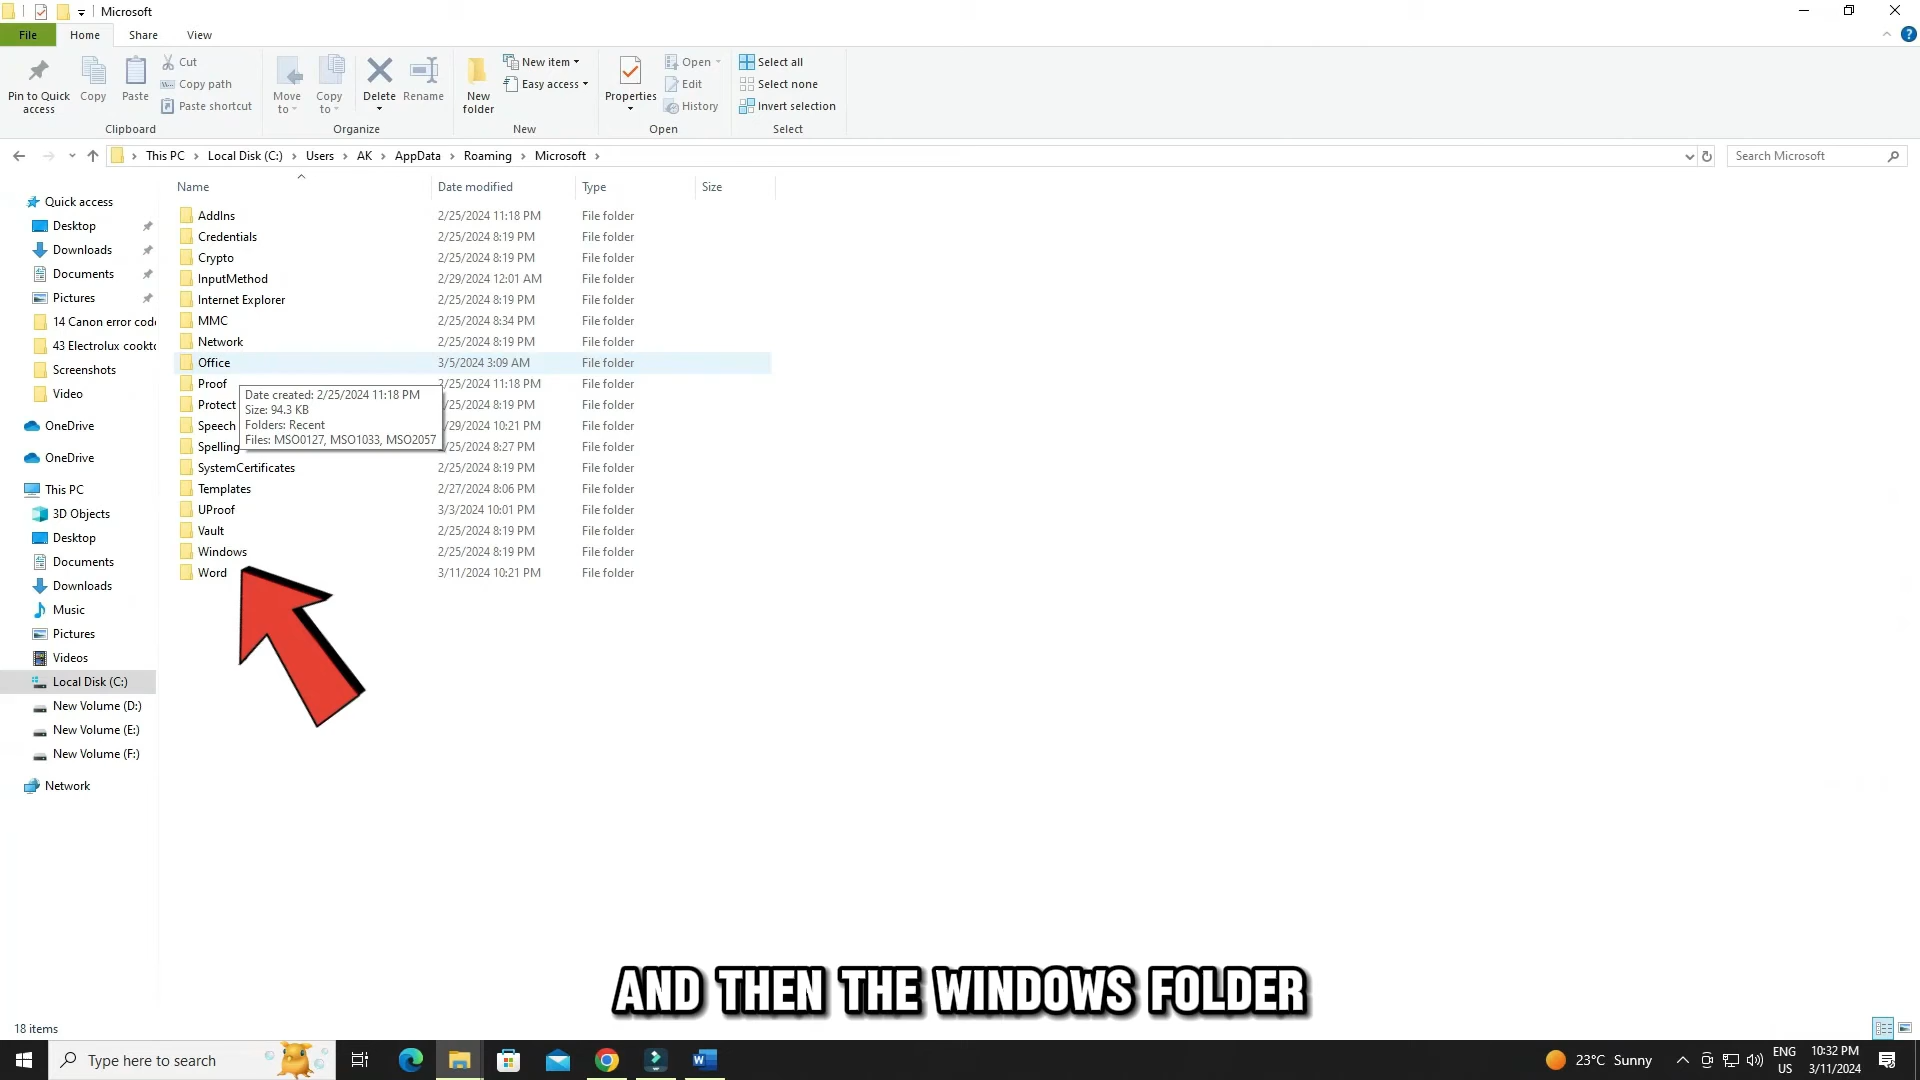 Microsoft
File
Home
Share
View
Pin to Quick access
Copy
Paste
Cut
Copy path
Paste shortcut
Clipboard
Move to
Copy to
Delete
Rename
Organize
New folder
New item
Easy access
New
Properties
Open
Edit
History
Open
Select all
Select none
Invert selection
Select
This PC > Local Disk (C:) > Users > AK > AppData > Roaming > Microsoft >
Search Microsoft
Name Date modified Type Size
AddIns 2/25/2024 11:18 PM File folder
Credentials 2/25/2024 8:19 PM File folder
Crypto 2/25/2024 8:19 PM File folder
InputMethod 2/29/2024 12:01 AM File folder
Internet Explorer 2/25/2024 8:19 PM File folder
MMC 2/25/2024 8:34 PM File folder
Network 2/25/2024 8:19 PM File folder
Office 3/5/2024 3:09 AM File folder
Proof 2/25/2024 11:18 PM File folder
Protect /25/2024 8:19 PM File folder
Speech /29/2024 10:21 PM File folder
Spelling /25/2024 8:27 PM File folder
SystemCertificates 2/25/2024 8:19 PM File folder
Templates 2/27/2024 8:06 PM File folder
UProof 3/3/2024 10:01 PM File folder
Vault 2/25/2024 8:19 PM File folder
Windows 2/25/2024 8:19 PM File folder
Word 3/11/2024 10:21 PM File folder
Date created: 2/25/2024 11:18 PM
Size: 94.3 KB
Folders: Recent
Files: MSO0127, MSO1033, MSO2057
Quick access
Desktop
Downloads
Documents
Pictures
14 Canon error code
43 Electrolux cookto
Screenshots
Video
OneDrive
OneDrive
This PC
3D Objects
Desktop
Documents
Downloads
Music
Pictures
Videos
Local Disk (C:)
New Volume (D:)
New Volume (E:)
New Volume (F:)
Network
AND THEN THE WINDOWS FOLDER
18 items
Type here to search
23°C Sunny
ENG
US
10:32 PM
3/11/2024